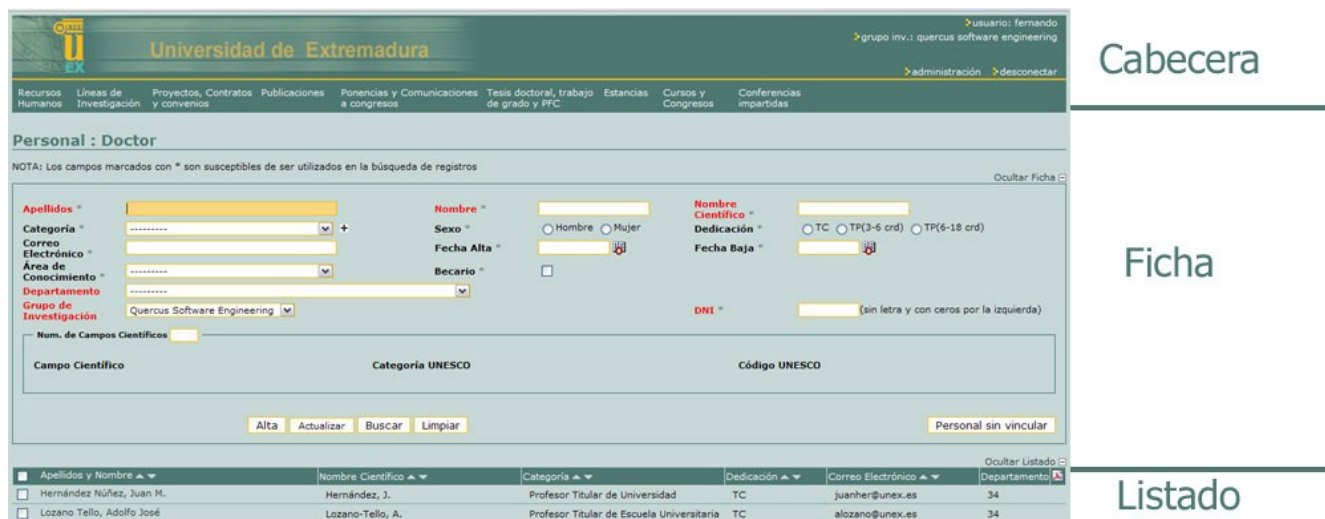 usuario: fernando
grupo inv.: quercus software engineering
UEX
Universidad de Extremadura
administración desconectar
Cabecera
Recursos Humanos Líneas de Investigación Proyectos, Contratos y convenios Publicaciones Ponencias y Comunicaciones a congresos Tesis doctoral, trabajo de grado y PFC Estancias Cursos y Congresos Conferencias impartidas
Personal : Doctor
NOTA: Los campos marcados con * son susceptibles de ser utilizados en la búsqueda de registros
Ocultar Ficha
Apellidos * Nombre * Nombre Científico *
Categoría * --------- + Sexo * Hombre Mujer Dedicación * TC TP(3-6 crd) TP(6-18 crd)
Correo Electrónico * Fecha Alta * Fecha Baja *
Ficha
Área de Conocimiento * --------- Becario *
Departamento ---------
Grupo de Investigación Quercus Software Engineering DNI * (sin letra y con ceros por la izquierda)
Num. de Campos Científicos
Campo Científico Categoría UNESCO Código UNESCO
Alta Actualizar Buscar Limpiar Personal sin vincular
Ocultar Listado
Apellidos y Nombre Nombre Científico Categoría Dedicación Correo Electrónico Departamento
Hernández Núñez, Juan M. Hernández, J. Profesor Titular de Universidad TC juanher@unex.es 34
Listado
Lozano Tello, Adolfo José Lozano-Tello, A. Profesor Titular de Escuela Universitaria TC alozano@unex.es 34